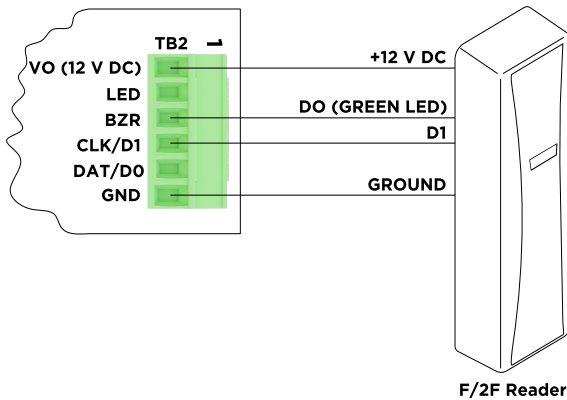 TB2 1
VO (12 V DC)
LED
BZR
CLK/D1
DAT/D0
GND
+12 V DC
DO (GREEN LED)
D1
GROUND
F/2F Reader